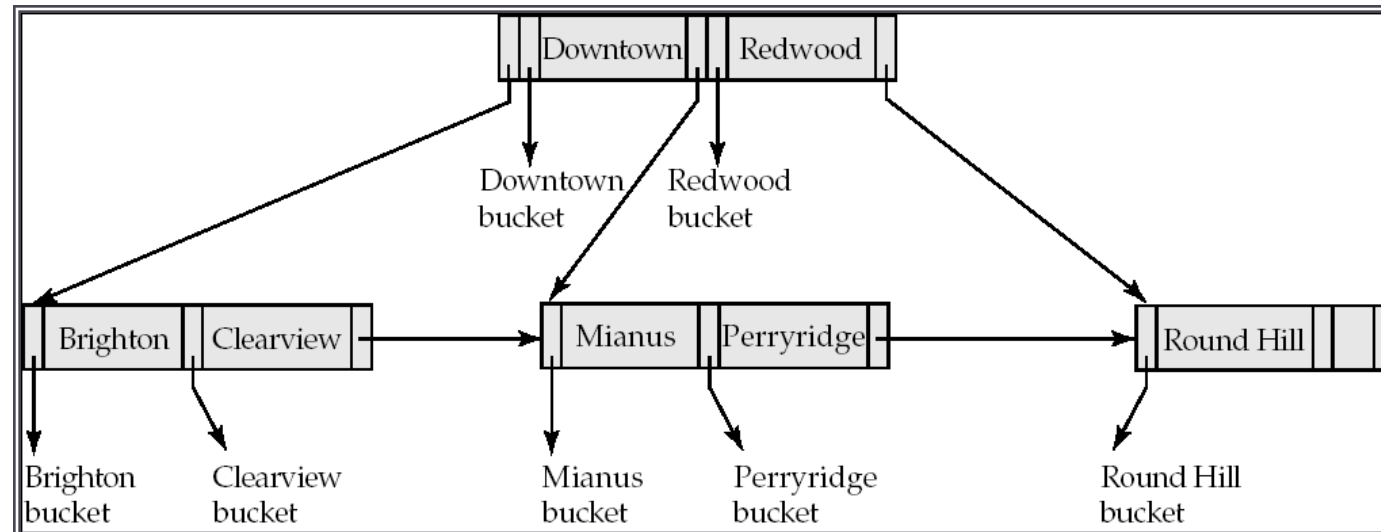 Downtown Redwood
Downtown
bucket
Redwood
bucket
Brighton Clearview Mianus Perryridge Round Hill
Brighton
bucket
Clearview
bucket
Mianus
bucket
Perryridge
bucket
Round Hill
bucket